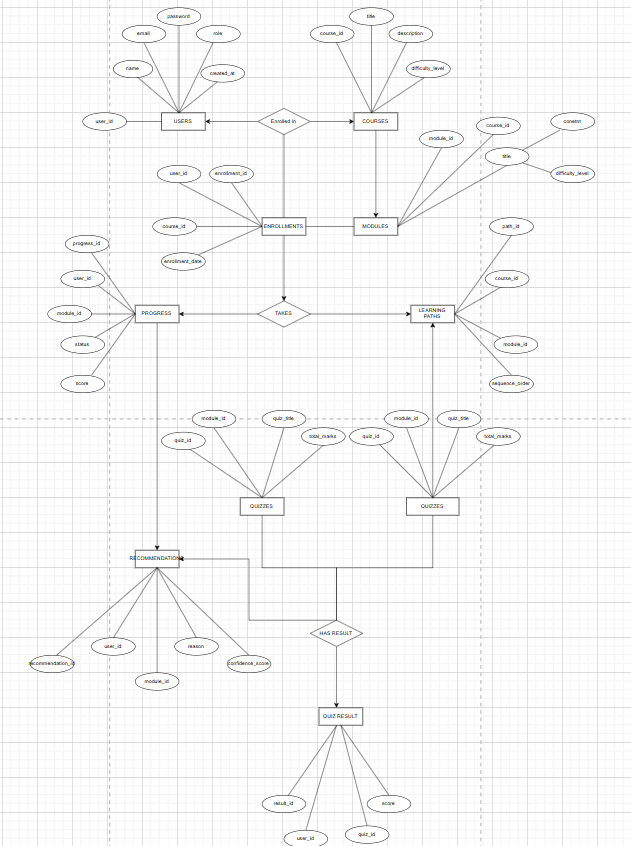 password
title
email
role
course_id
description
name
created_at
difficulty_level
user_id
USERS
Enrolled In
COURSES
course_id
module_id
title
difficulty_level
user_id
enrollment_id
course_id
ENROLLMENTS
MODULES
path_id
enrollment_date
progress_id
user_id
course_id
module_id
PROGRESS
TAKES
LEARNING
PATHS
status
module_id
score
sequence_order
module_id
quiz_title
module_id
quiz_title
quiz_id
total_marks
quiz_id
total_marks
QUIZZES
QUIZZES
RECOMMENDATION
HAS RESULT
user_id
reason
recommendation_id
confidence_score
module_id
QUIZ RESULT
result_id
score
user_id
quiz_id